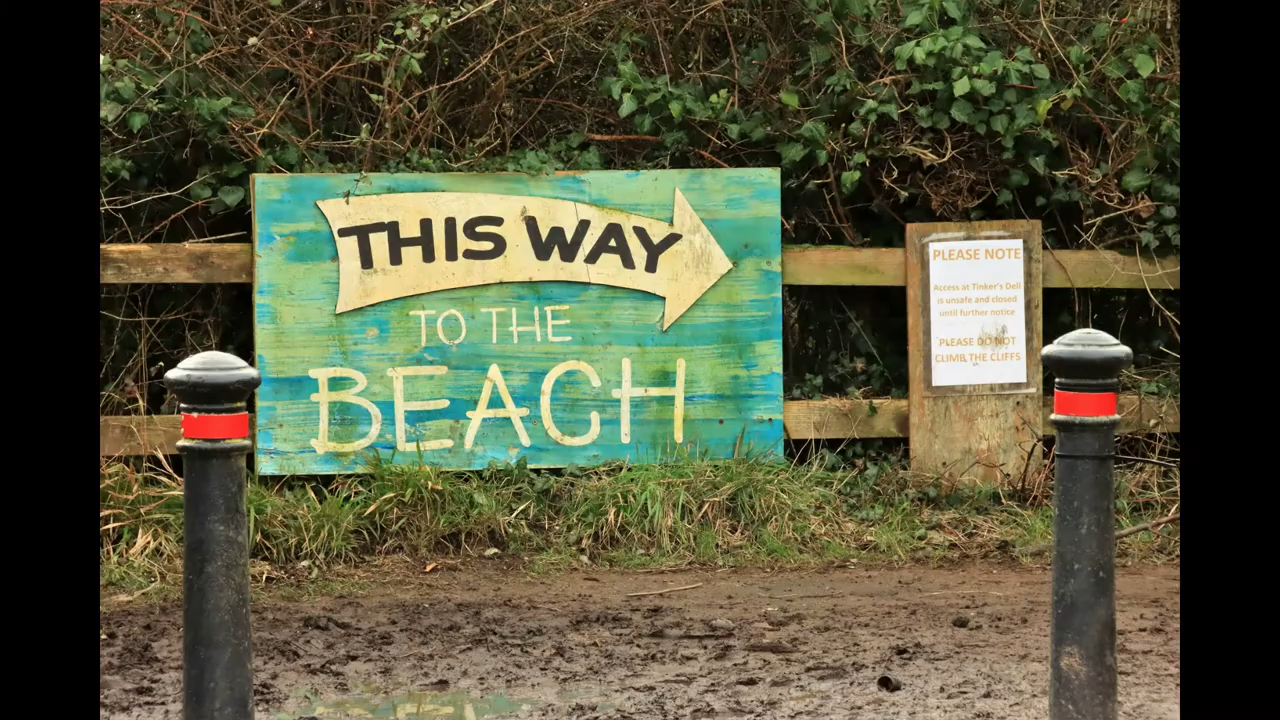 THIS WAY
TO THE
BEACH
PLEASE NOTE
Access at Tinker's Dell
is unsafe and closed
until further notice
PLEASE DO NOT
CLIMB THE CLIFFS